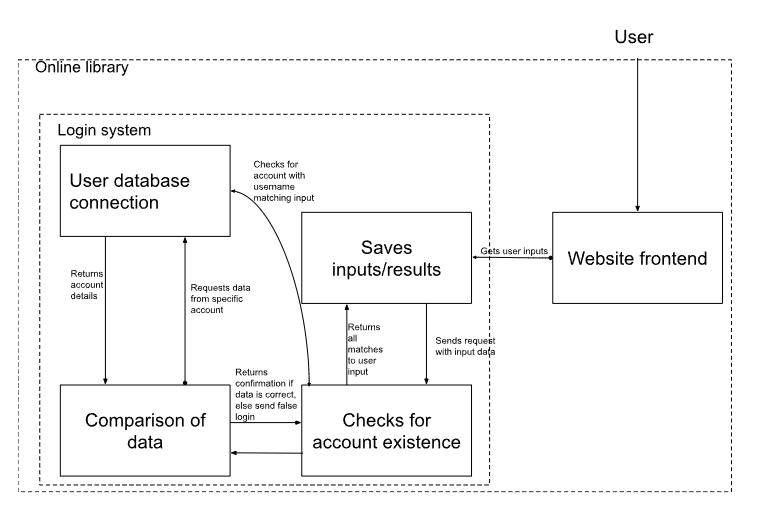 User
Online library
Login system
User database
connection
Checks for
account with
username
matching input
Saves
inputs/results
Gets user inputs
Website frontend
Returns
account
details
Requests data
from specific
account
Returns
all
matches
to user
input
Sends request
with input data
Returns
confirmation if
data is correct,
else send false
login
Comparison of
data
Checks for
account existence